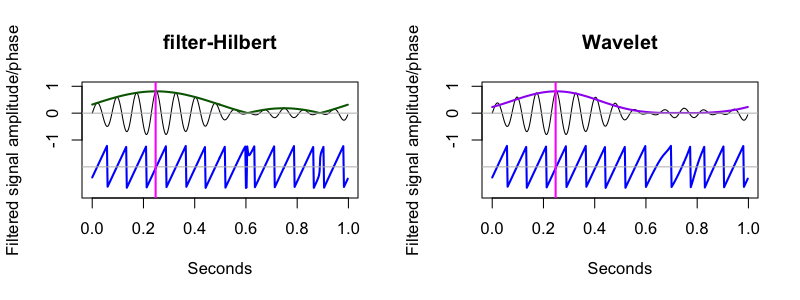 filter-Hilbert
Filtered signal amplitude/phase
1
0
-1
0.0 0.2 0.4 0.6 0.8 1.0
Seconds
Wavelet
Filtered signal amplitude/phase
1
0
-1
0.0 0.2 0.4 0.6 0.8 1.0
Seconds